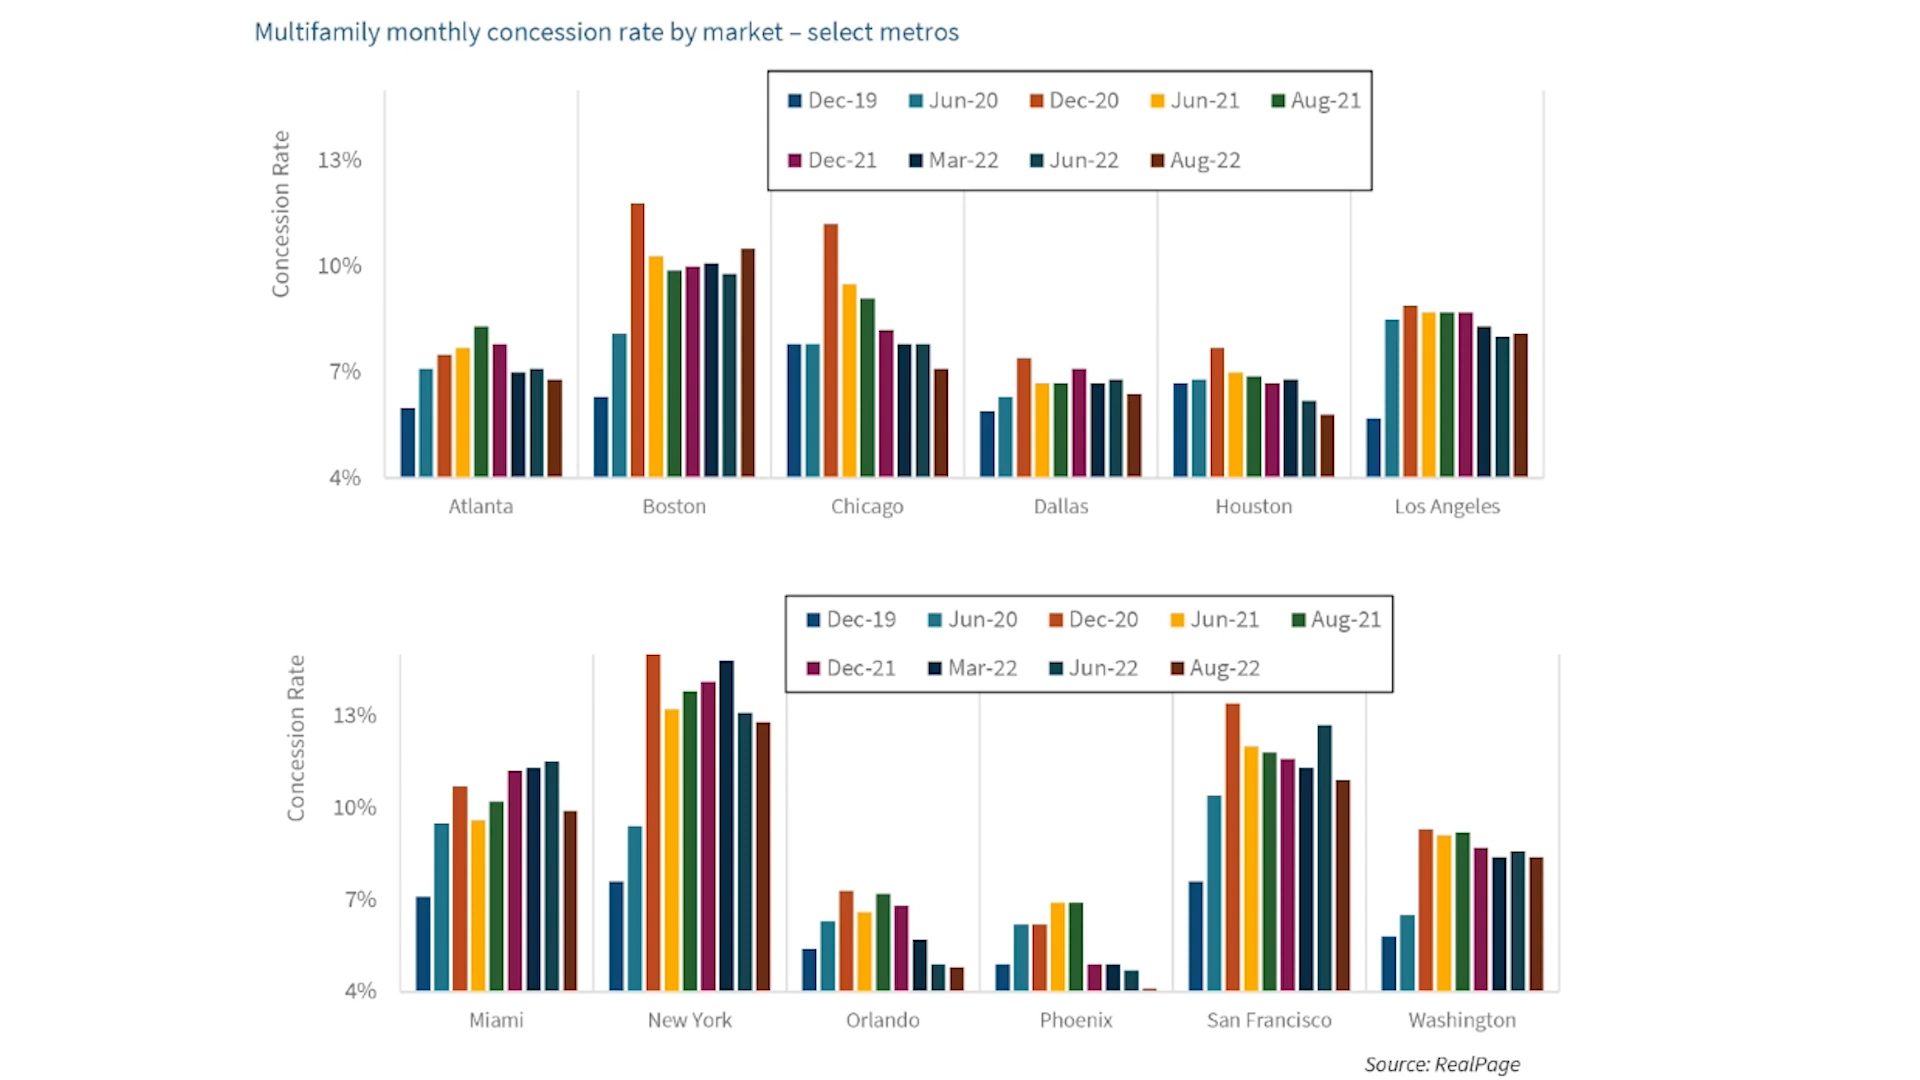 Multifamily monthly concession rate by market – select metros
Dec-19 Jun-20 Dec-20 Jun-21 Aug-21
Dec-21 Mar-22 Jun-22 Aug-22
Concession Rate
13%
10%
7%
4%
Atlanta Boston Chicago Dallas Houston Los Angeles
Dec-19 Jun-20 Dec-20 Jun-21 Aug-21
Dec-21 Mar-22 Jun-22 Aug-22
Concession Rate
13%
10%
7%
4%
Miami New York Orlando Phoenix San Francisco Washington
Source: RealPage